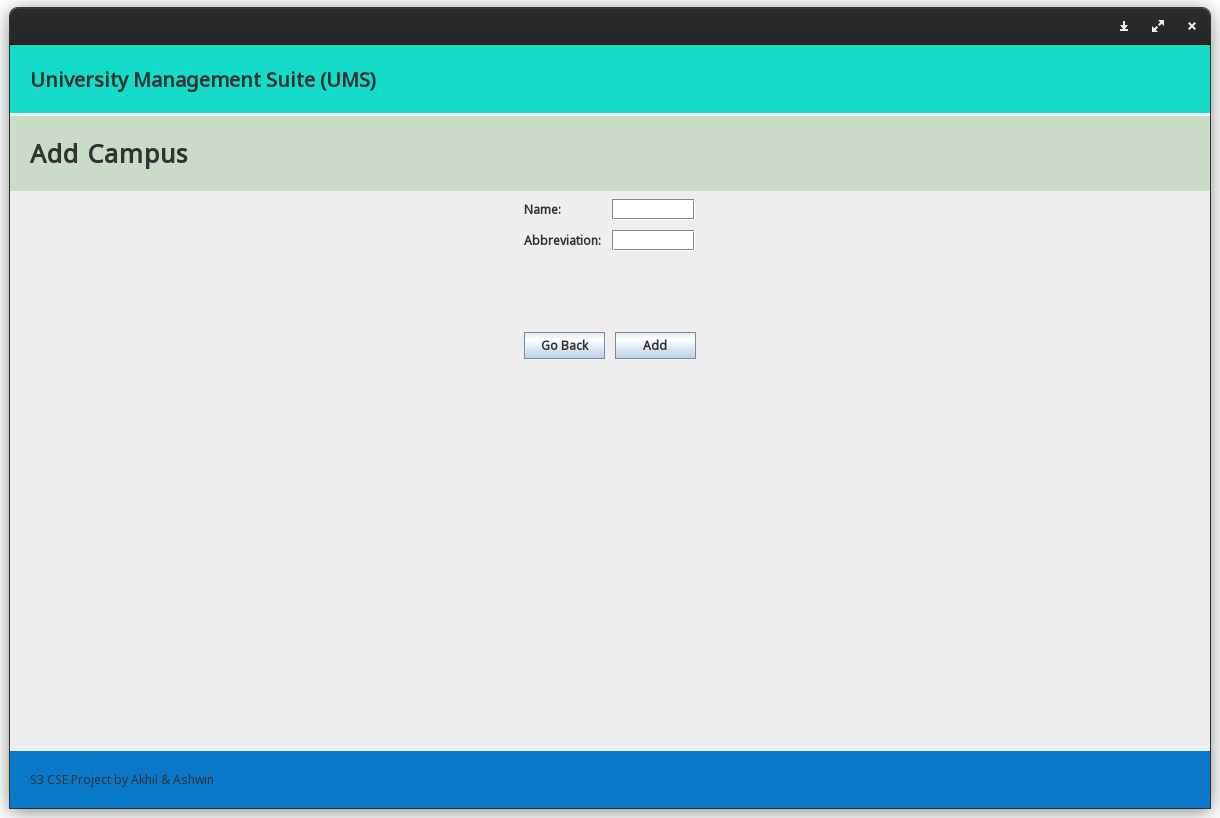 University Management Suite (UMS)
Add Campus
Name:
Abbreviation:
Go Back Add
S3 CSE Project by Akhil & Ashwin